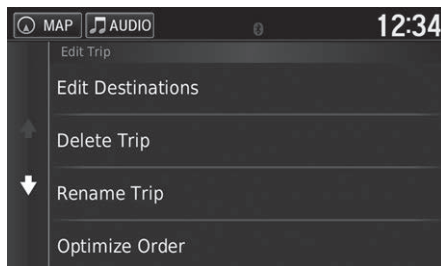 MAP AUDIO 12:34
Edit Trip
Edit Destinations
Delete Trip
Rename Trip
Optimize Order